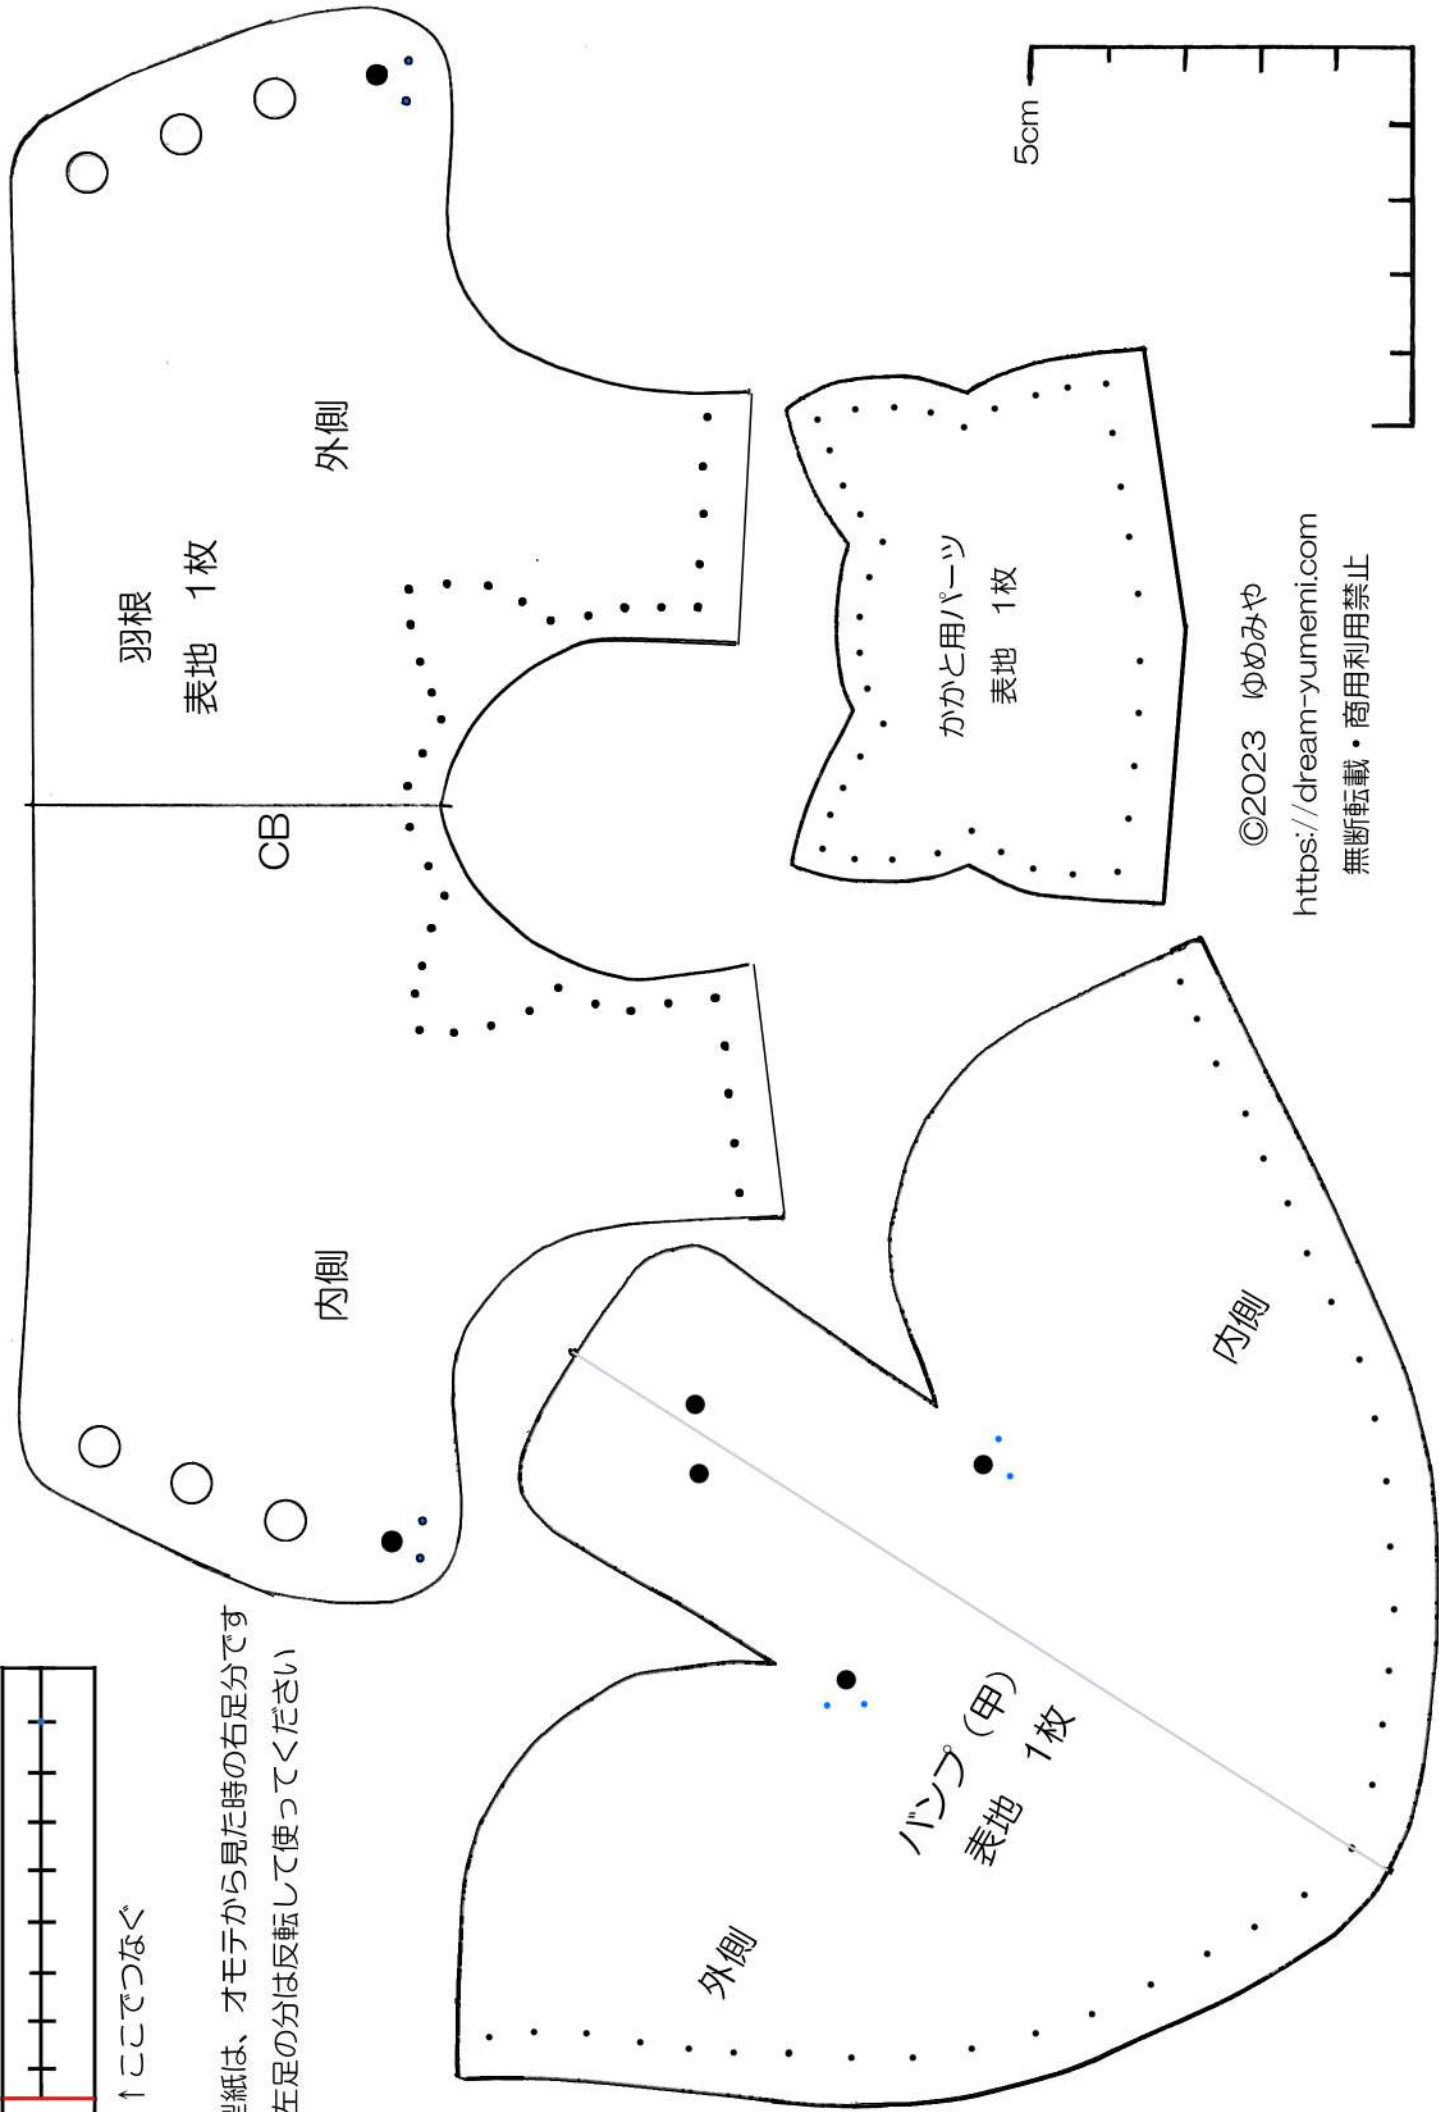 ↑ここでつなぐ
型紙は、オモテから見た時の右足分です
左足の分は反転して使ってください
羽根
表地 1枚
CB
内側
外側
バンプ（甲）
表地 1枚
外側
内側
かかと用パーツ
表地 1枚
5cm
©2023 ゆめみや
https://dream-yumemi.com
無断転載・商用利用禁止